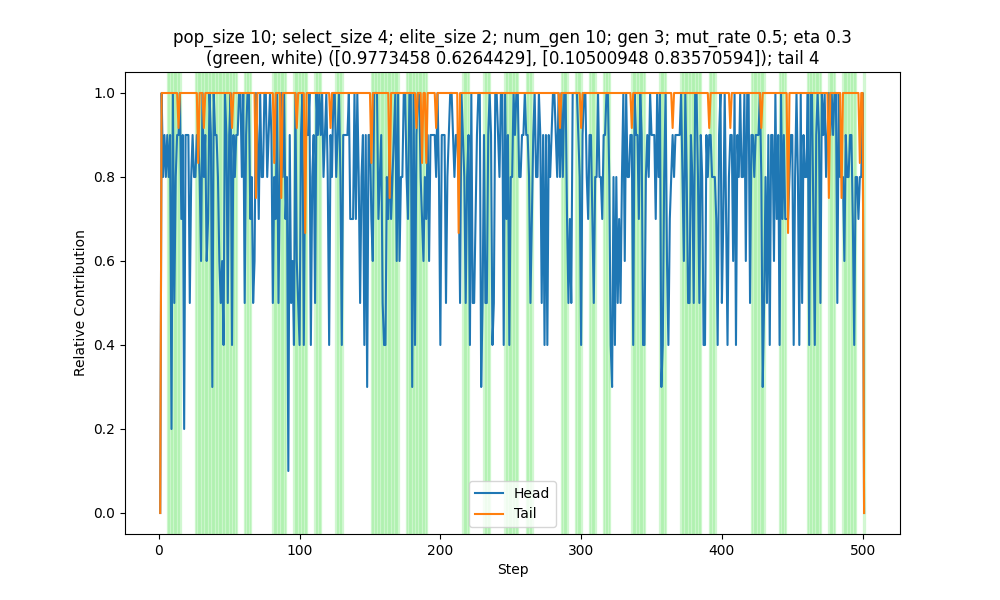 pop_size 10; select_size 4; elite_size 2; num_gen 10; gen 3; mut_rate 0.5; eta 0.3
(green, white) ([0.9773458 0.6264429], [0.10500948 0.83570594]); tail 4
1.0
0.8
0.6
0.4
0.2
0.0
Relative Contribution
Head
Tail
0 100 200 300 400 500
Step